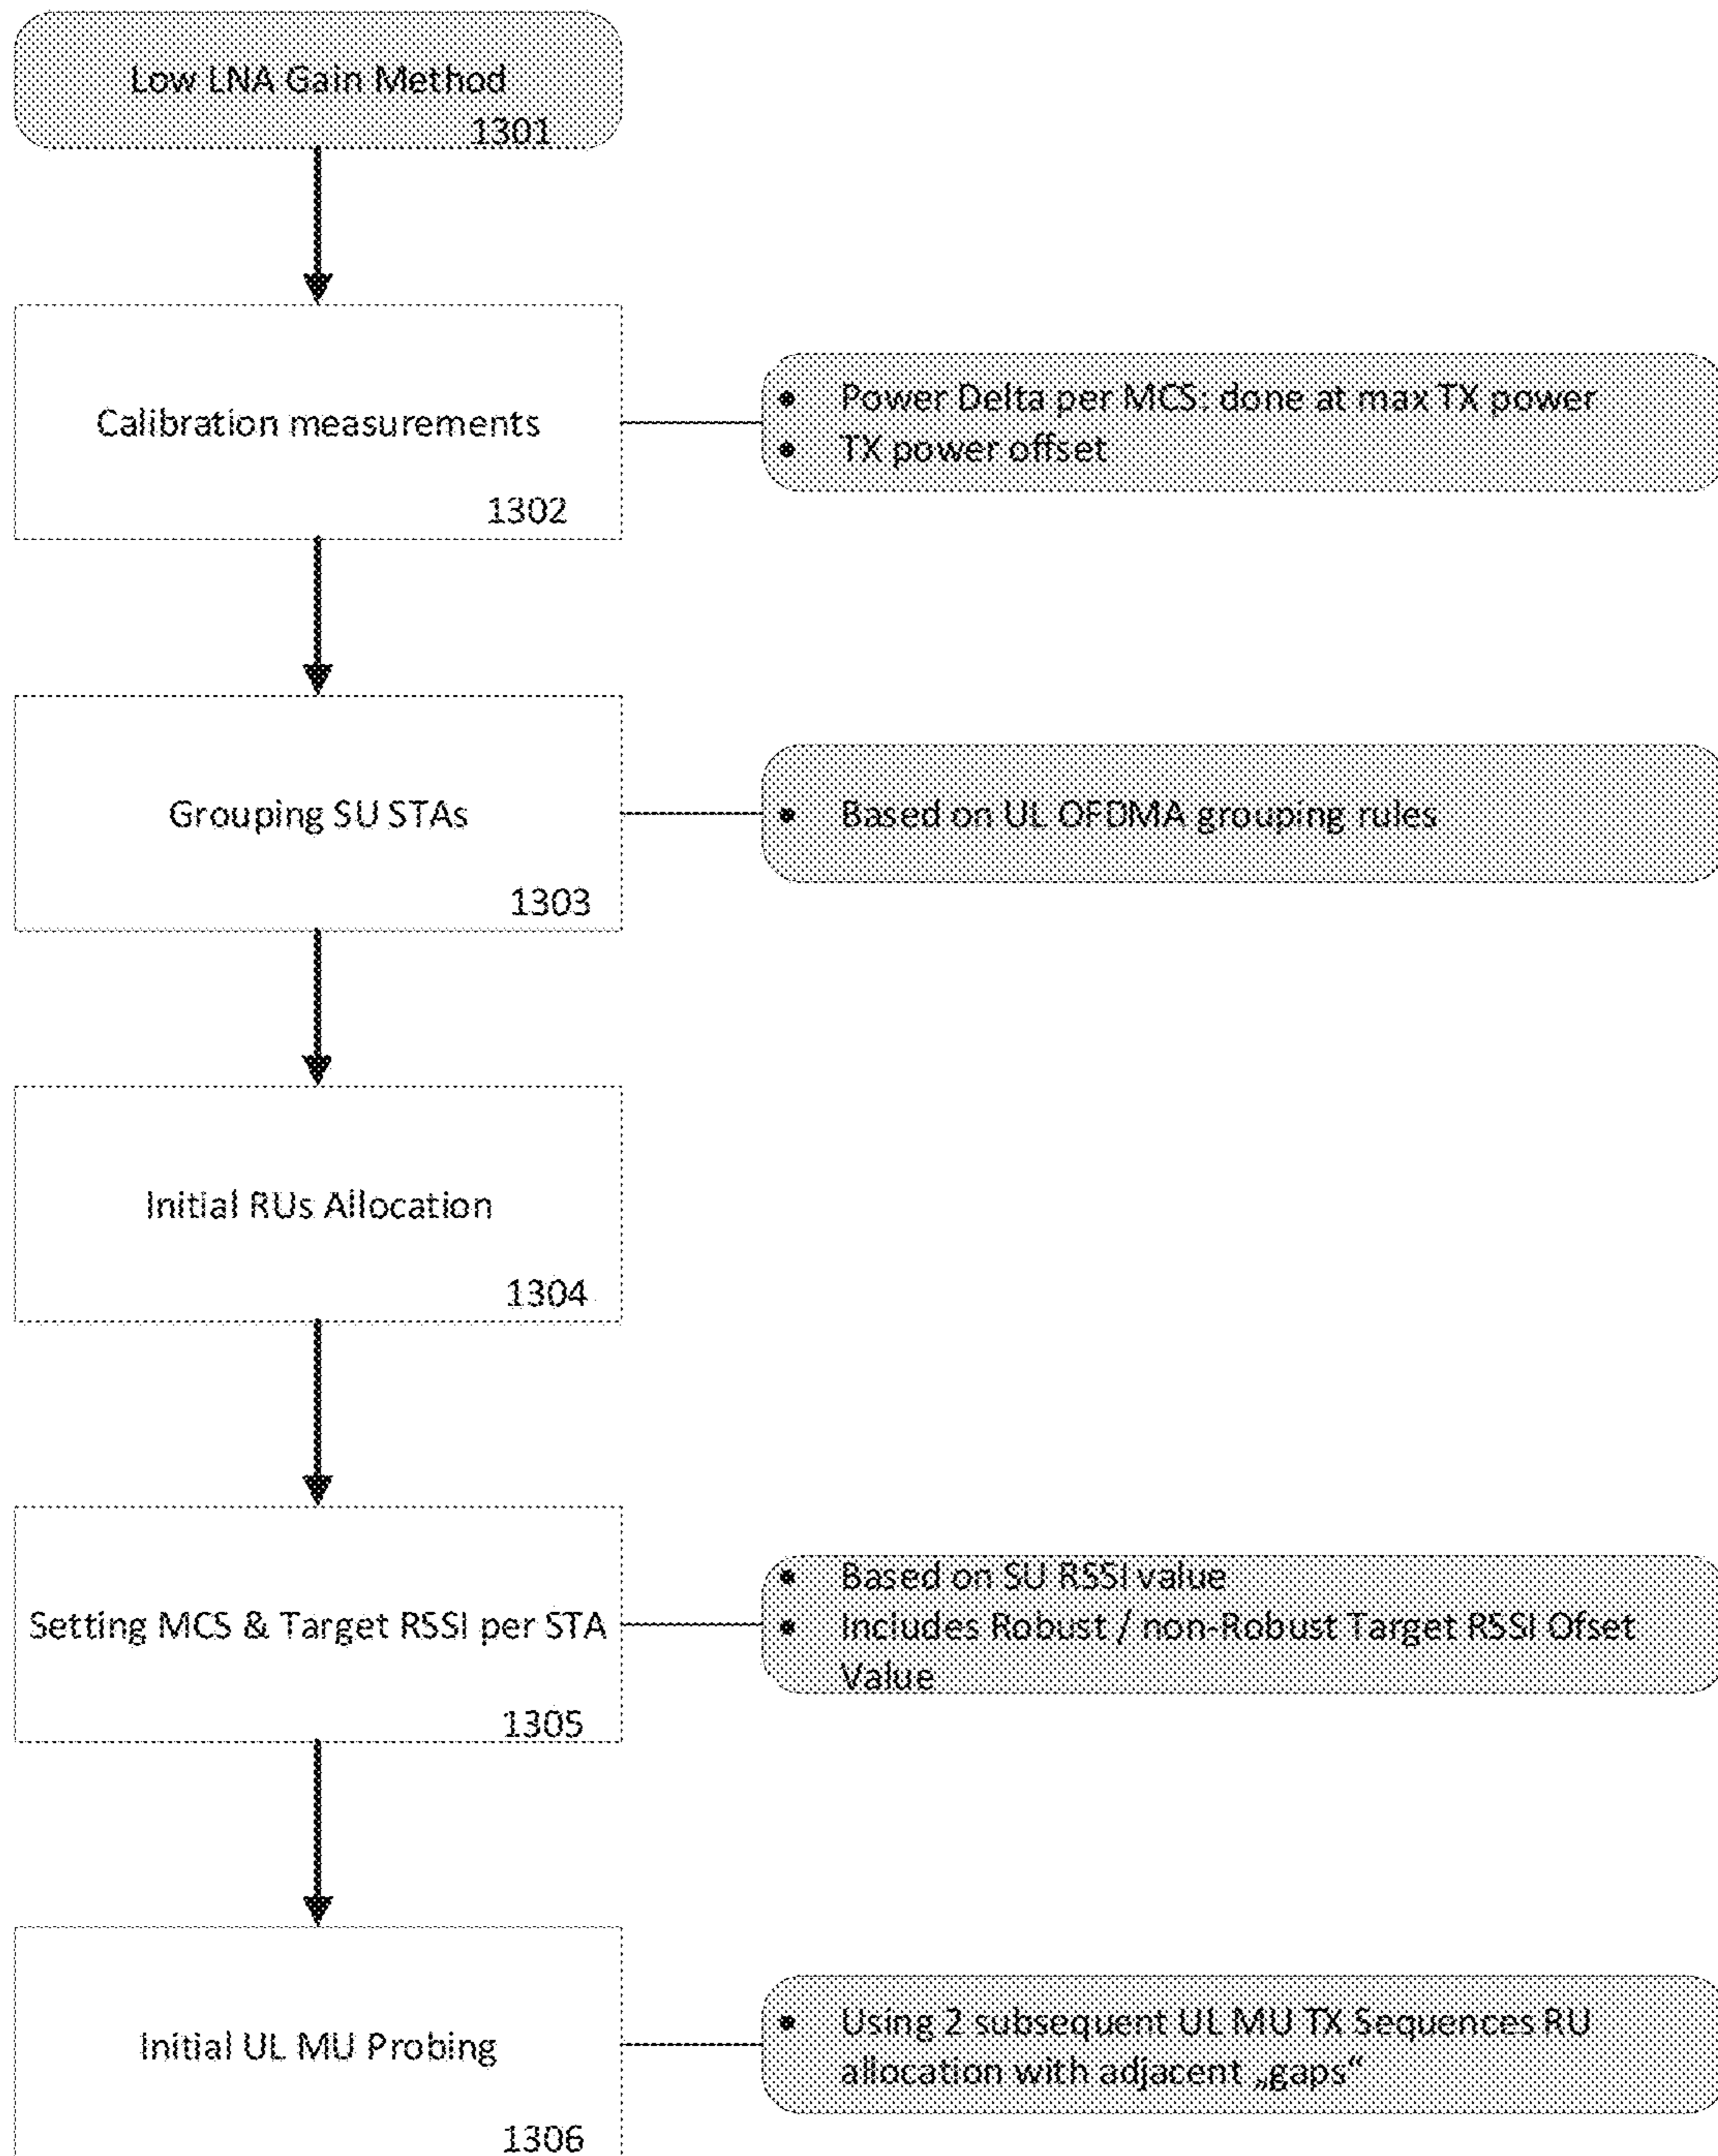 Low LNA Gain Method
1301
Calibration measurements
1302
• Power Delta per MCS: done at max TX power
• TX power offset
Grouping SU STAs
1303
• Based on UL OFDMA grouping rules
Initial RUs Allocation
1304
Setting MCS & Target RSSI per STA
1305
• Based on SU RSSI value
• Includes Robust / non-Robust Target RSSI Ofset
Value
Initial UL MU Probing
1306
• Using 2 subsequent UL MU TX Sequences RU
allocation with adjacent „gaps“